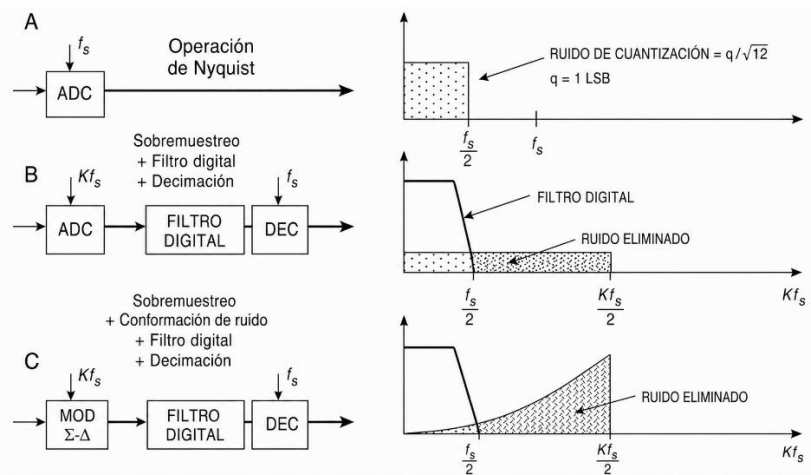 A
f_s
ADC
Operación
de Nyquist
RUIDO DE CUANTIZACIÓN = q/√12
q = 1 LSB
f_s/2
f_s
B
Sobremuestreo
+ Filtro digital
+ Decimación
Kf_s
f_s
ADC
FILTRO
DIGITAL
DEC
FILTRO DIGITAL
RUIDO ELIMINADO
f_s/2
Kf_s/2
Kf_s
C
Sobremuestreo
+ Conformación de ruido
+ Filtro digital
+ Decimación
Kf_s
f_s
MOD
Σ-Δ
FILTRO
DIGITAL
DEC
RUIDO ELIMINADO
f_s/2
Kf_s/2
Kf_s